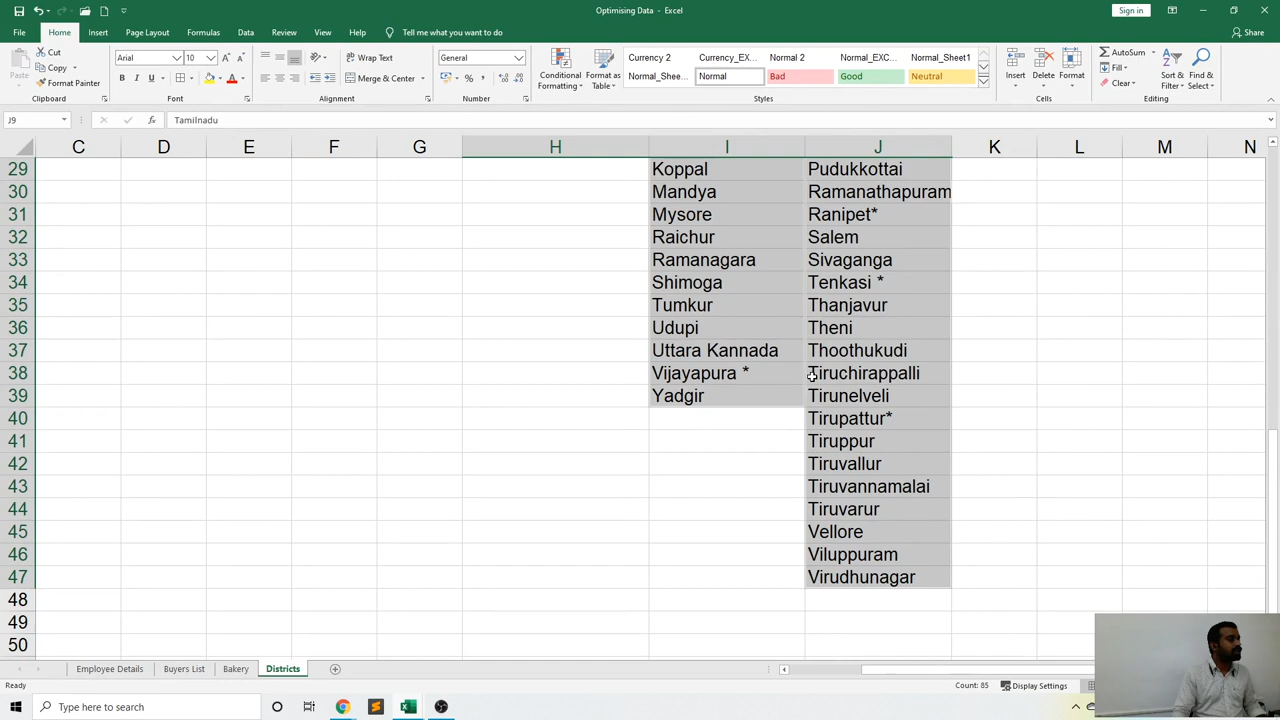 Optimising Data - Excel
Sign in
File Home Insert Page Layout Formulas Data Review View Help Tell me what you want to do
Share
Cut
Copy
Format Painter
Paste
Clipboard
Arial 10
B I U
Font
Wrap Text
Merge & Center
Alignment
General
Number
Conditional Formatting
Format as Table
Currency 2 Currency_EX... Normal 2 Normal_EXC... Normal_Sheet1
Normal_Shee... Normal Bad Good Neutral
Styles
Insert Delete Format
Cells
AutoSum
Fill
Clear
Sort & Filter
Find & Select
Editing
J9 fx Tamilnadu
C D E F G H I J K L M N
29 Koppal Pudukkottai
30 Mandya Ramanathapuram
31 Mysore Ranipet*
32 Raichur Salem
33 Ramanagara Sivaganga
34 Shimoga Tenkasi *
35 Tumkur Thanjavur
36 Udupi Theni
37 Uttara Kannada Thoothukudi
38 Vijayapura * Tiruchirappalli
39 Yadgir Tirunelveli
40 Tirupattur*
41 Tiruppur
42 Tiruvallur
43 Tiruvannamalai
44 Tiruvarur
45 Vellore
46 Viluppuram
47 Virudhunagar
48
49
50
Employee Details Buyers List Bakery Districts
Ready Count: 85 Display Settings
Type here to search